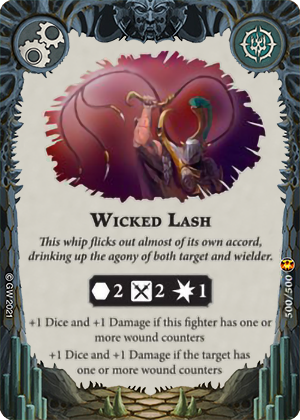 WICKED LASH
This whip flicks out almost of its own accord,
drinking up the agony of both target and wielder.
2 2 1
+1 Dice and +1 Damage if this fighter has one or
more wound counters
+1 Dice and +1 Damage if the target has
one or more wound counters
© GW 2021
500/500